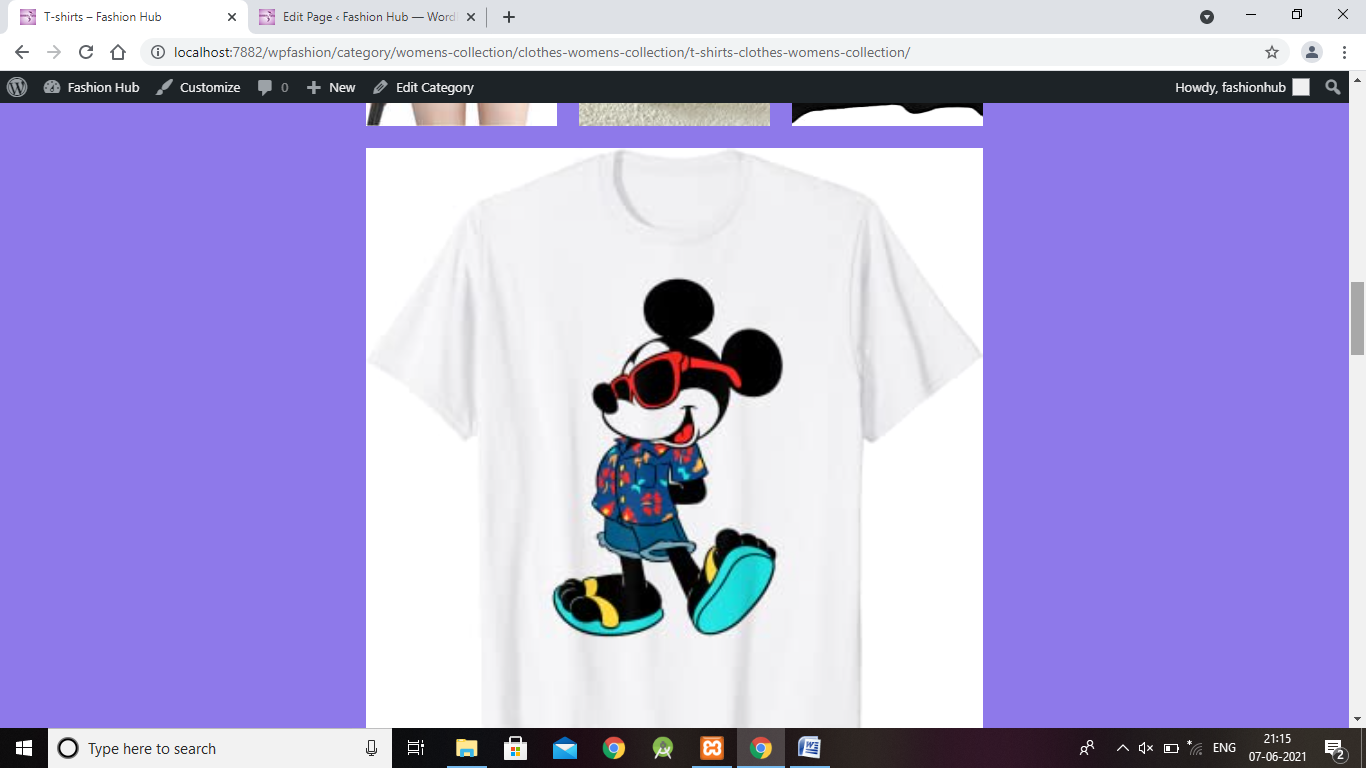 T-shirts – Fashion Hub
Edit Page ‹ Fashion Hub — Word
localhost:7882/wpfashion/category/womens-collection/clothes-womens-collection/t-shirts-clothes-womens-collection/
Fashion Hub Customize 0 New Edit Category Howdy, fashionhub
Type here to search
ENG
21:15
07-06-2021
2